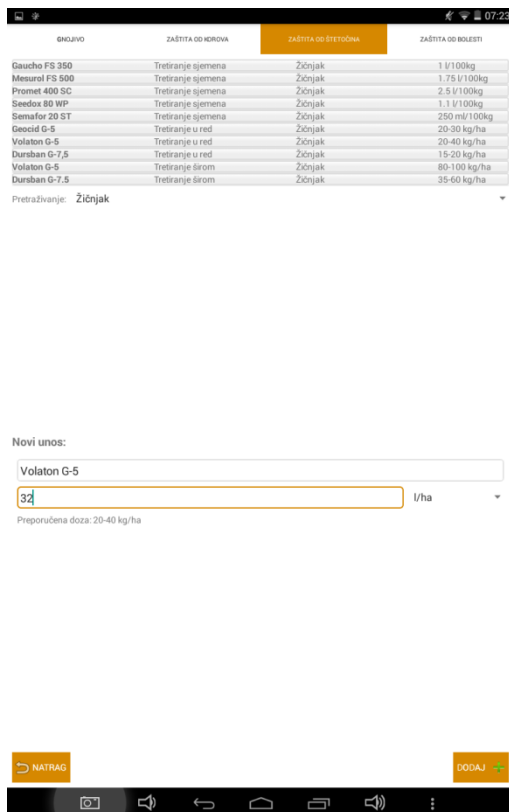 07:23
GNOJIVO ZAŠTITA OD KOROVA ZAŠTITA OD ŠTETOČINA ZAŠTITA OD BOLESTI
Gaucho FS 350 Tretiranje sjemena Žičnjak 1 l/100kg
Mesurol FS 500 Tretiranje sjemena Žičnjak 1.75 l/100kg
Promet 400 SC Tretiranje sjemena Žičnjak 2.5 l/100kg
Seedox 80 WP Tretiranje sjemena Žičnjak 1.1 l/100kg
Semafor 20 ST Tretiranje sjemena Žičnjak 250 ml/100kg
Geocid G-5 Tretiranje u red Žičnjak 20-30 kg/ha
Volaton G-5 Tretiranje u red Žičnjak 20-40 kg/ha
Dursban G-7,5 Tretiranje u red Žičnjak 15-20 kg/ha
Volaton G-5 Tretiranje širom Žičnjak 80-100 kg/ha
Dursban G-7.5 Tretiranje širom Žičnjak 35-60 kg/ha
Pretraživanje: Žičnjak
Novi unos:
Volaton G-5
32 l/ha
Preporučena doza: 20-40 kg/ha
NATRAG DODAJ